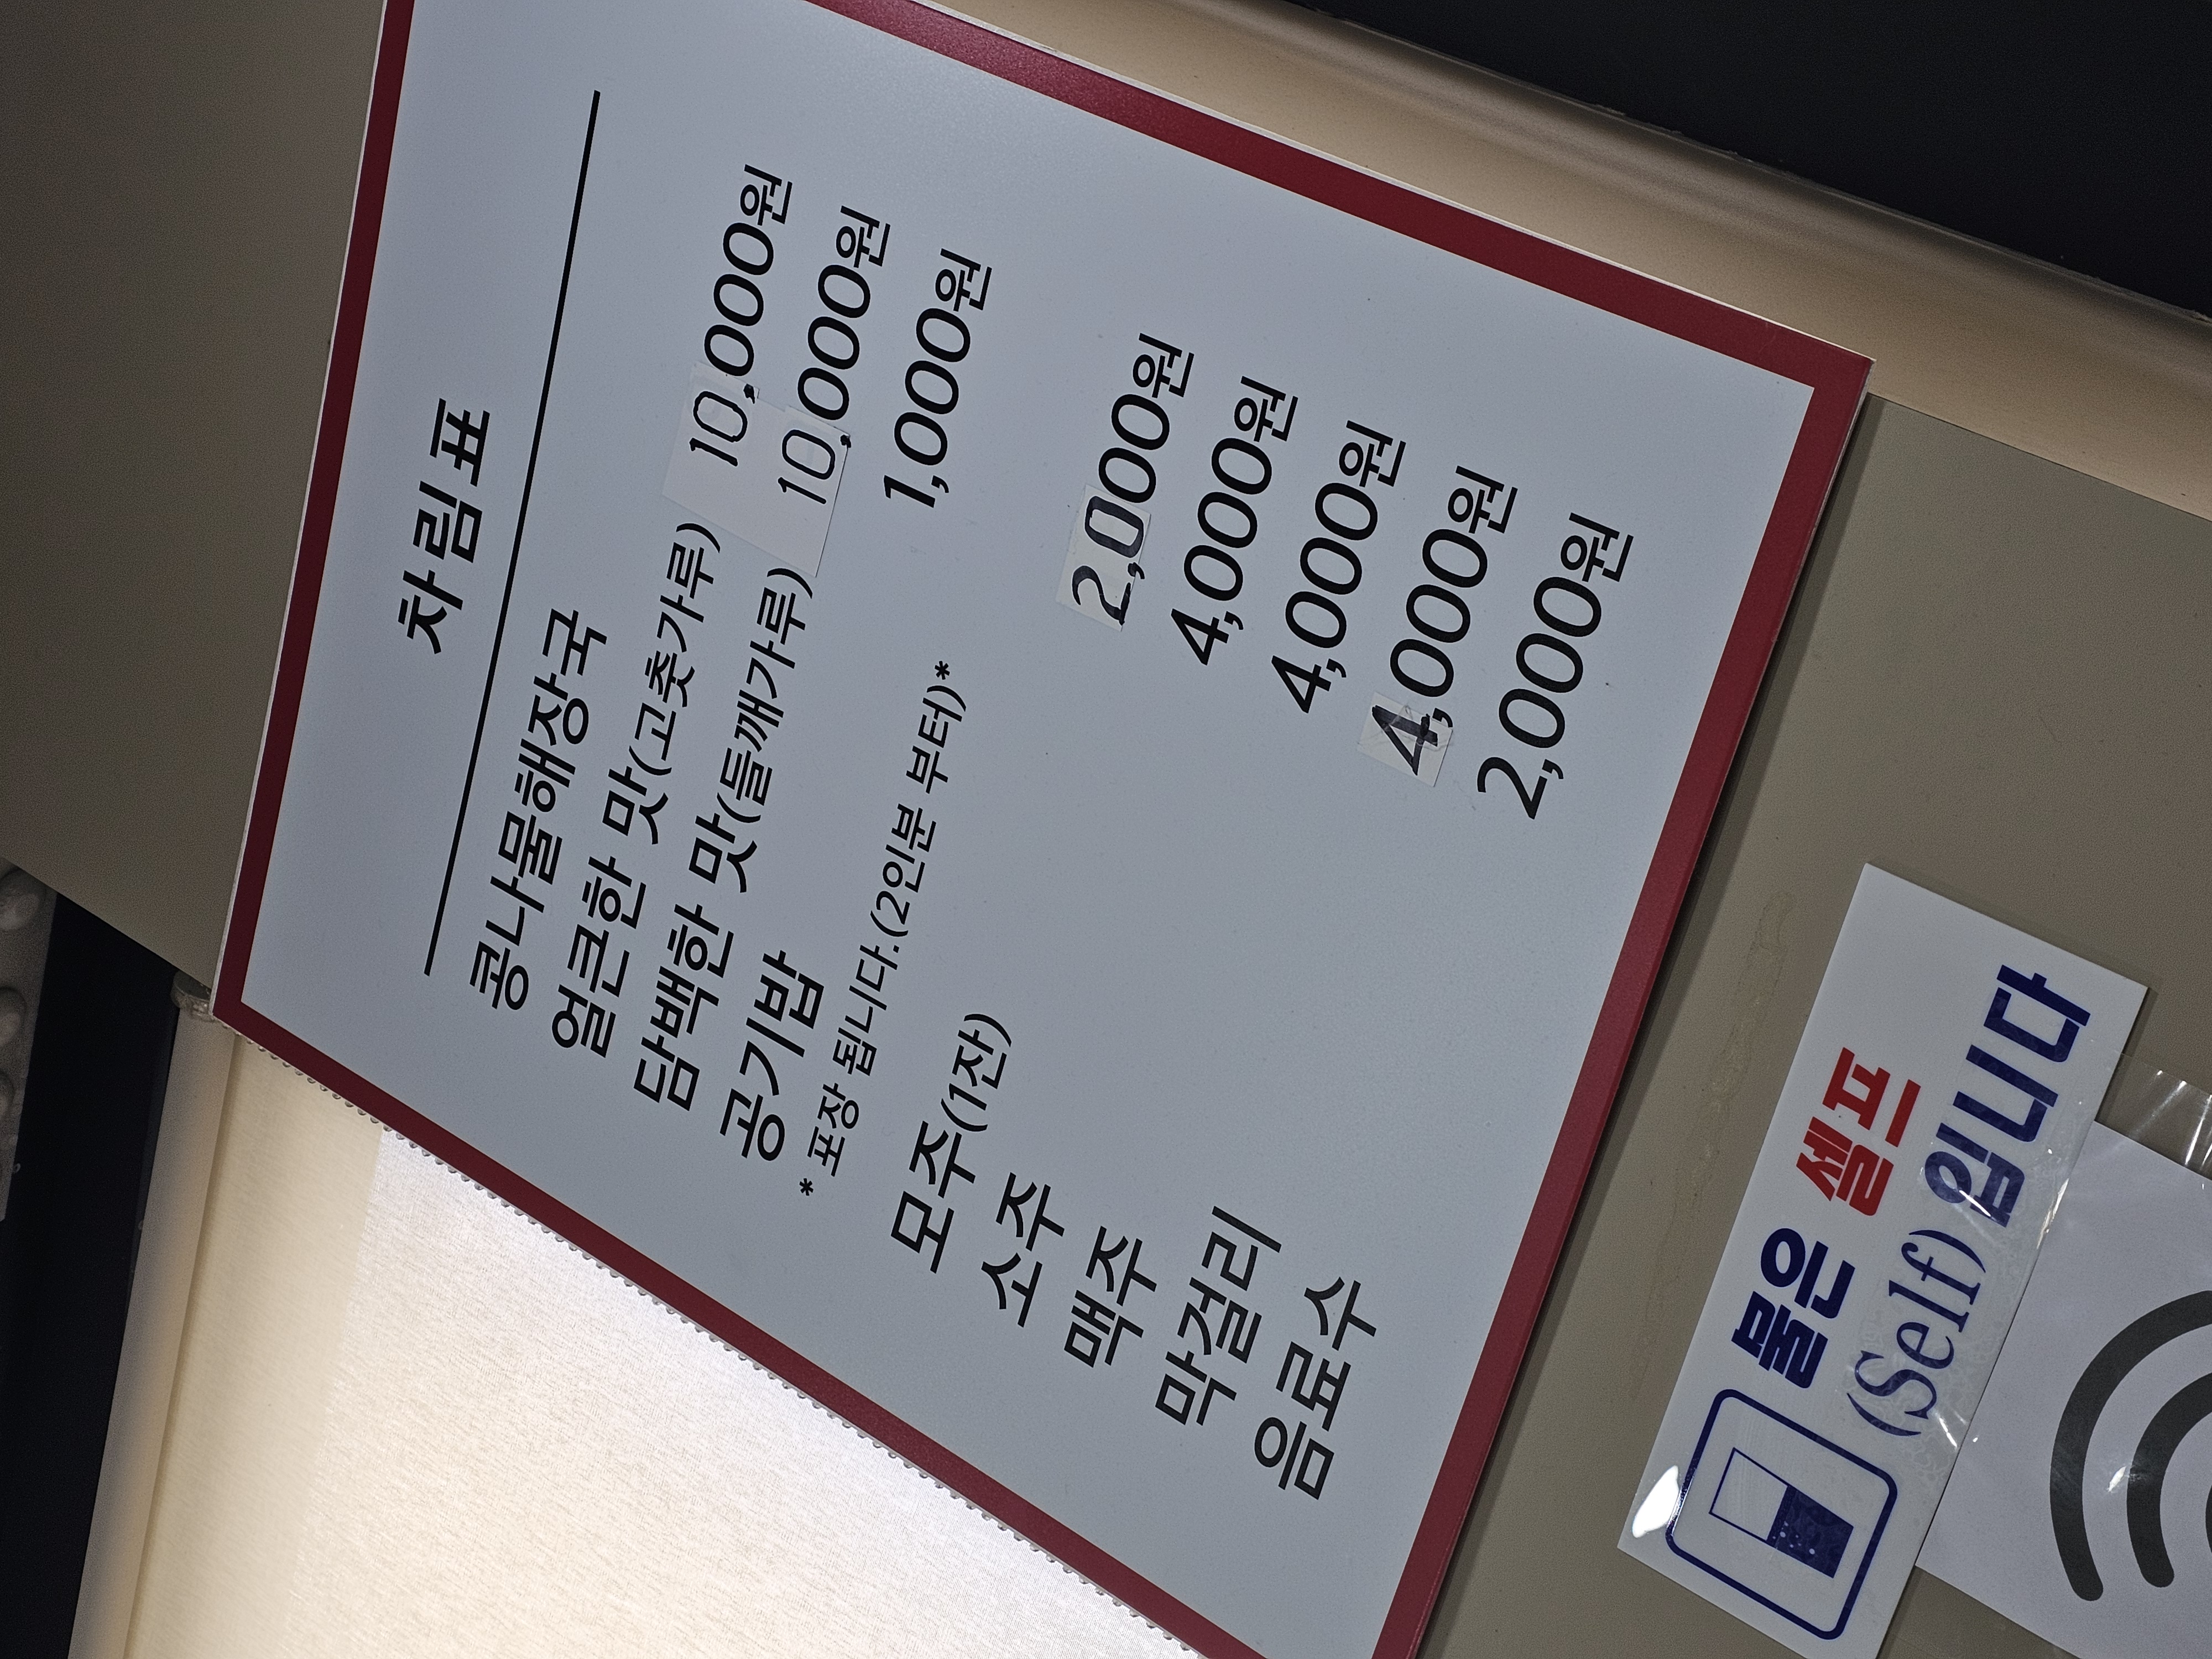 차림표
콩나물해장국
얼큰한 맛(고춧가루) 10,000원
담백한 맛(들깨가루) 10,000원
공기밥 1,000원
* 포장 됩니다.(2인분 부터)*
모주(1잔) 2,000원
소주 4,000원
맥주 4,000원
막걸리 4,000원
음료수 2,000원
물은 셀프
(Self)입니다